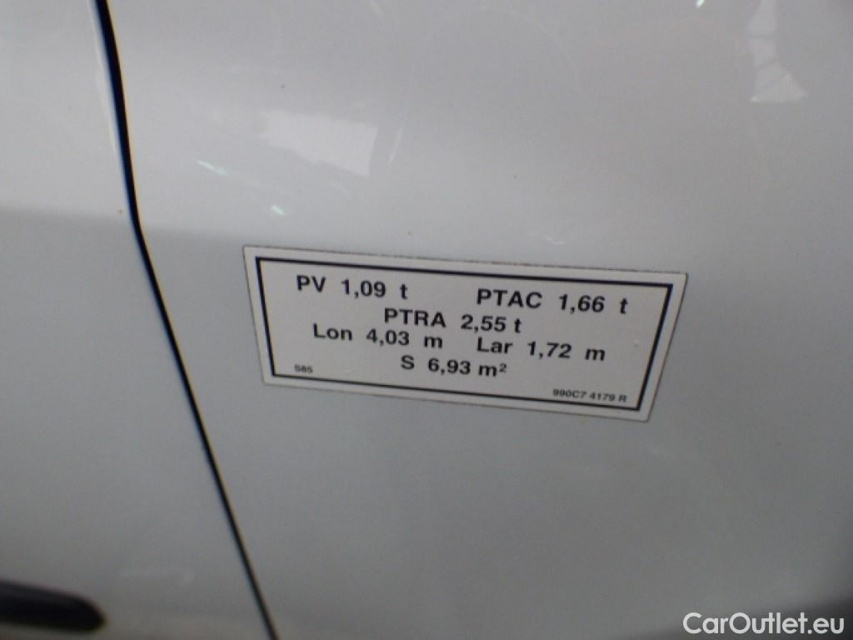 PV 1,09 t PTAC 1,66 t
PTRA 2,55 t
Lon 4,03 m Lar 1,72 m
S 6,93 m²
S85 990C7 4179 R
CarOutlet.eu